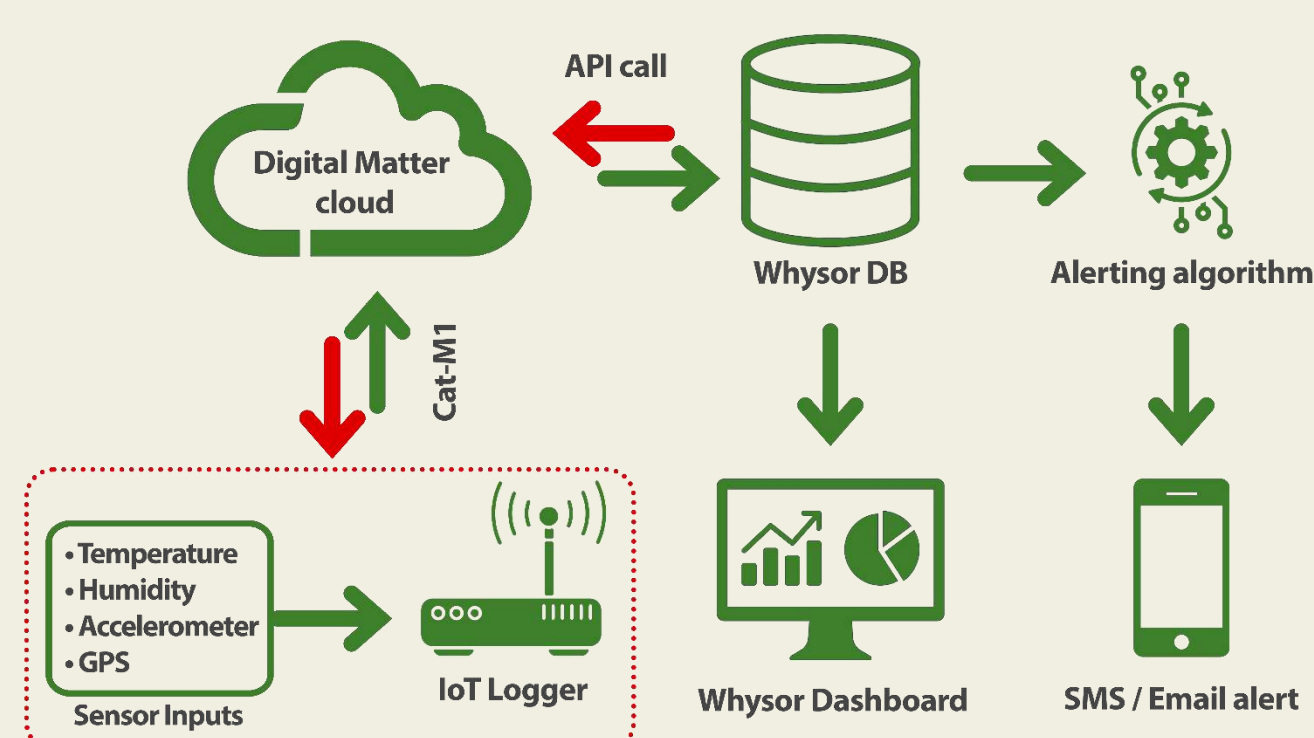 API call
Digital Matter
cloud
Whysor DB
Alerting algorithm
Cat-M1
• Temperature
• Humidity
• Accelerometer
• GPS
Sensor Inputs
IoT Logger
Whysor Dashboard
SMS / Email alert